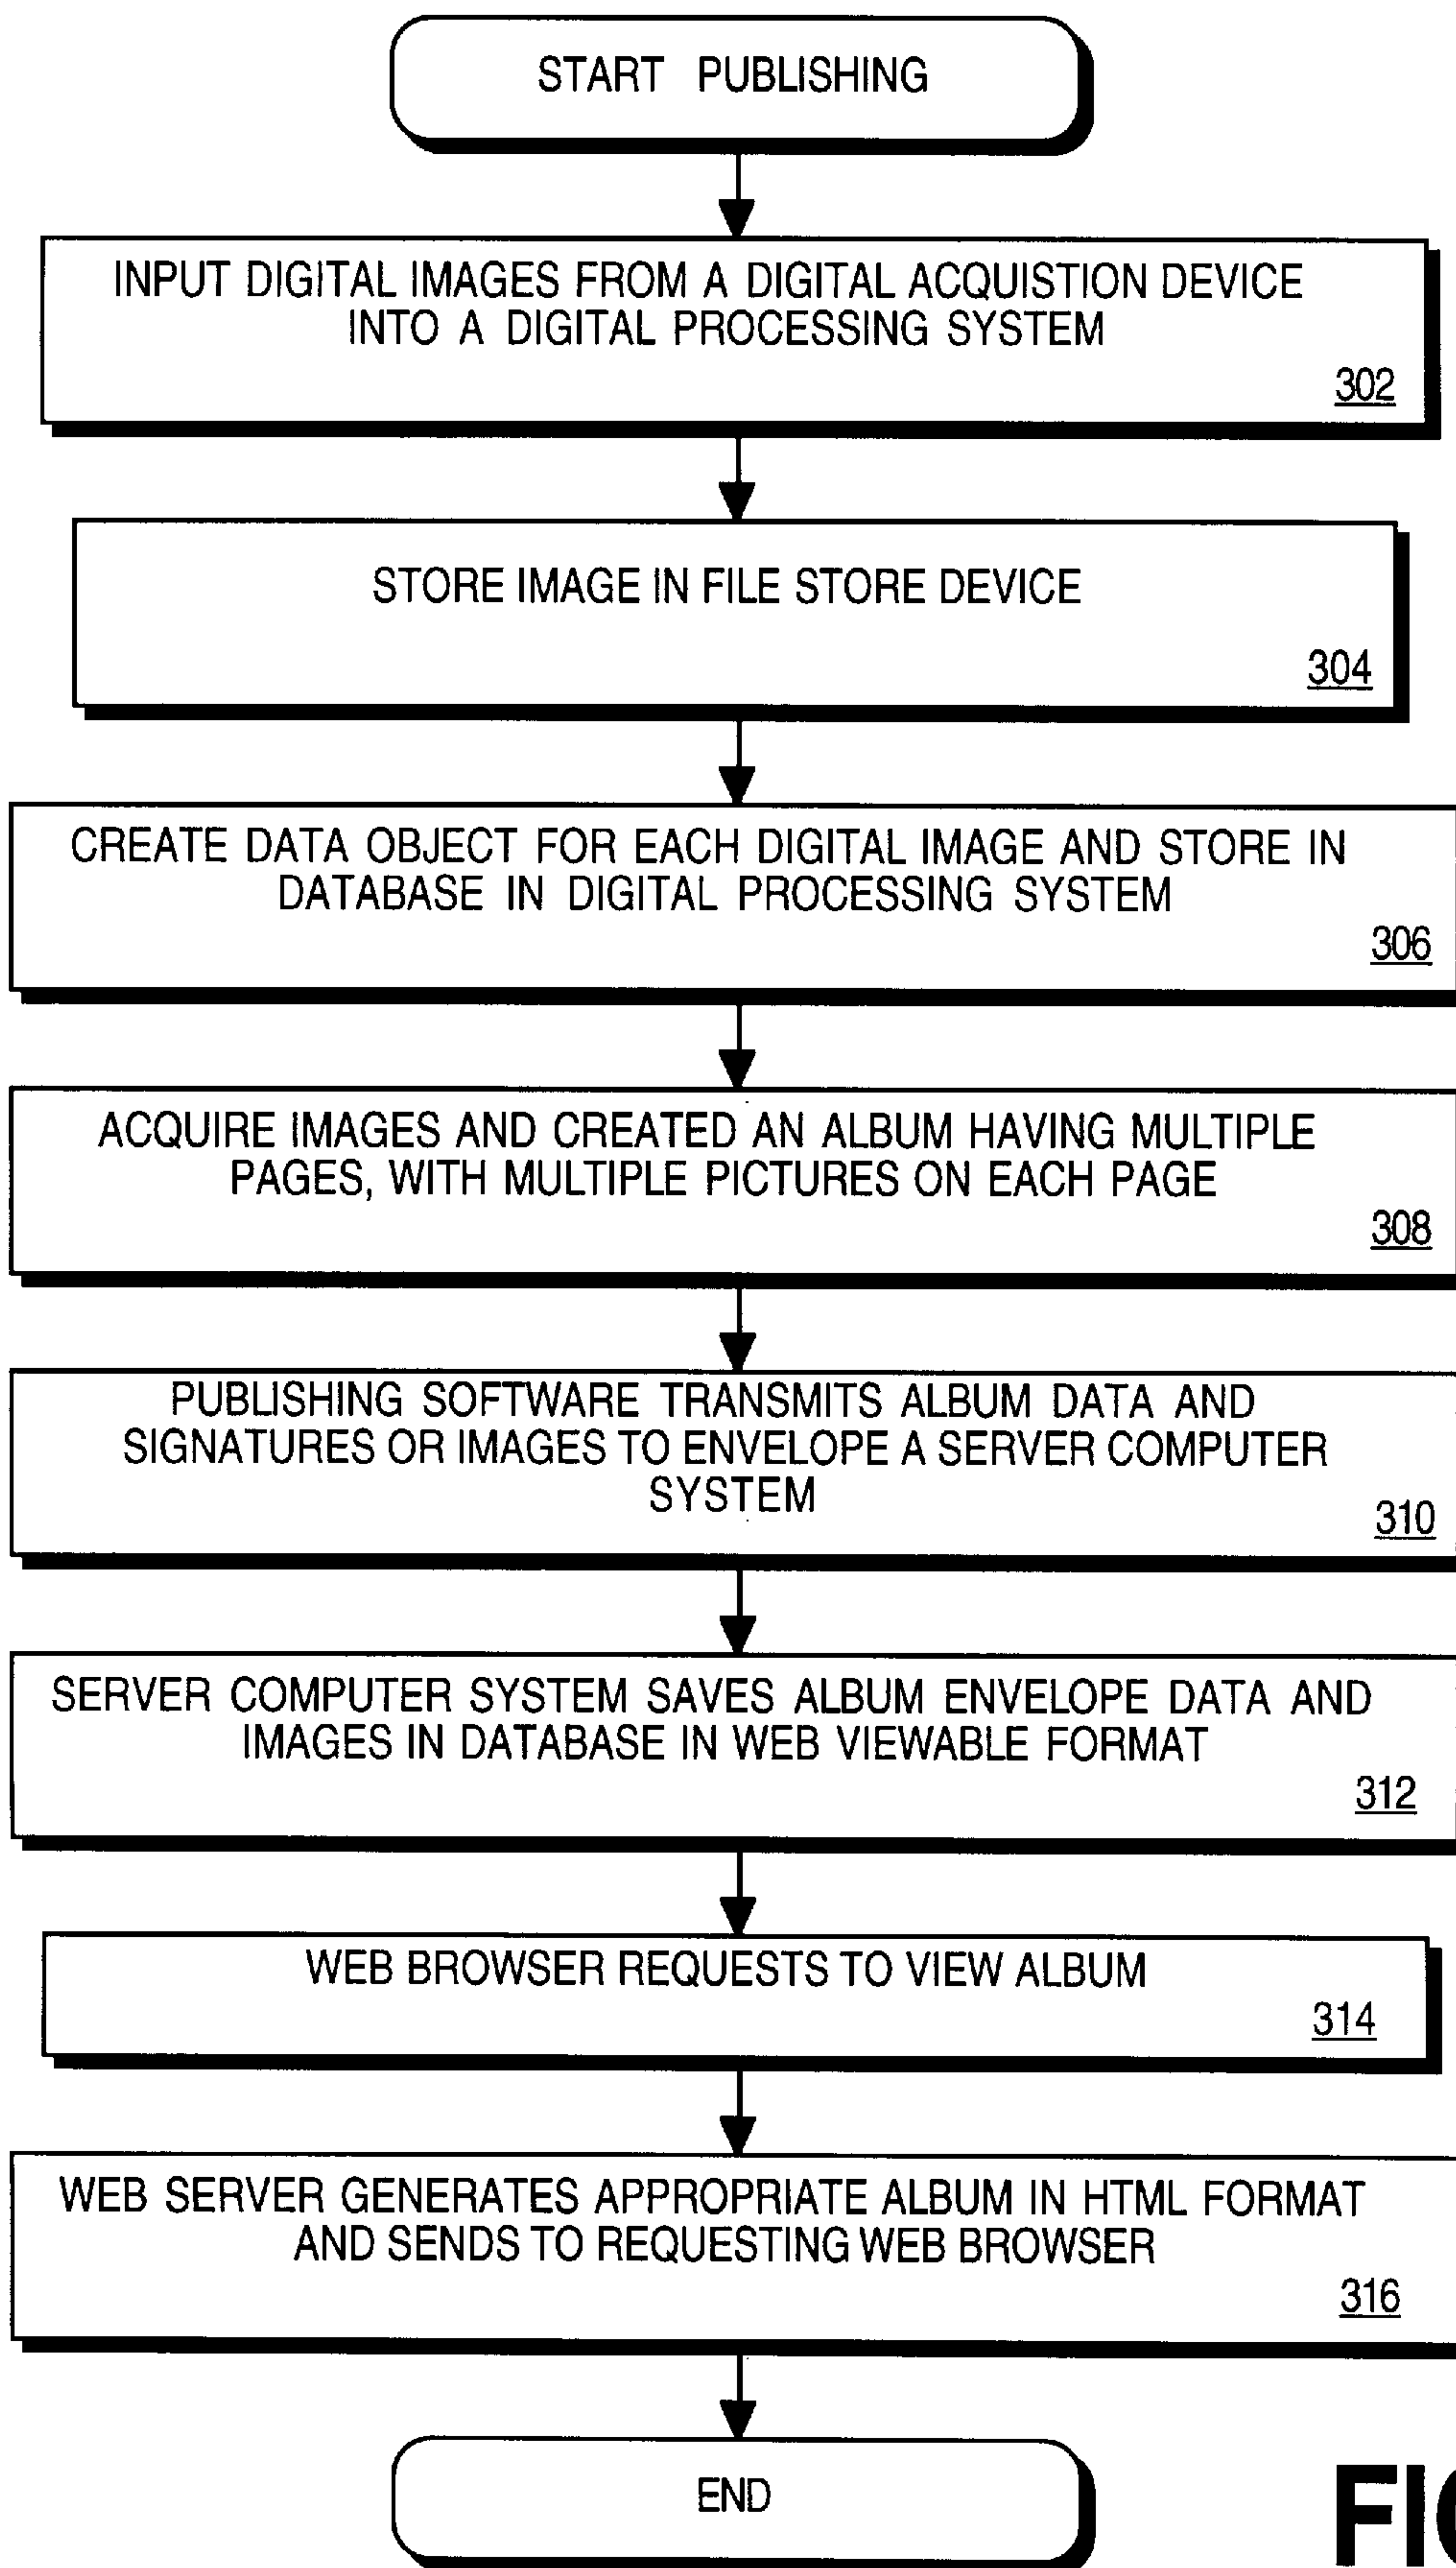 START PUBLISHING
INPUT DIGITAL IMAGES FROM A DIGITAL ACQUISTION DEVICE
INTO A DIGITAL PROCESSING SYSTEM
302
STORE IMAGE IN FILE STORE DEVICE
304
CREATE DATA OBJECT FOR EACH DIGITAL IMAGE AND STORE IN
DATABASE IN DIGITAL PROCESSING SYSTEM
306
ACQUIRE IMAGES AND CREATED AN ALBUM HAVING MULTIPLE
PAGES, WITH MULTIPLE PICTURES ON EACH PAGE
308
PUBLISHING SOFTWARE TRANSMITS ALBUM DATA AND
SIGNATURES OR IMAGES TO ENVELOPE A SERVER COMPUTER
SYSTEM
310
SERVER COMPUTER SYSTEM SAVES ALBUM ENVELOPE DATA AND
IMAGES IN DATABASE IN WEB VIEWABLE FORMAT
312
WEB BROWSER REQUESTS TO VIEW ALBUM
314
WEB SERVER GENERATES APPROPRIATE ALBUM IN HTML FORMAT
AND SENDS TO REQUESTING WEB BROWSER
316
END